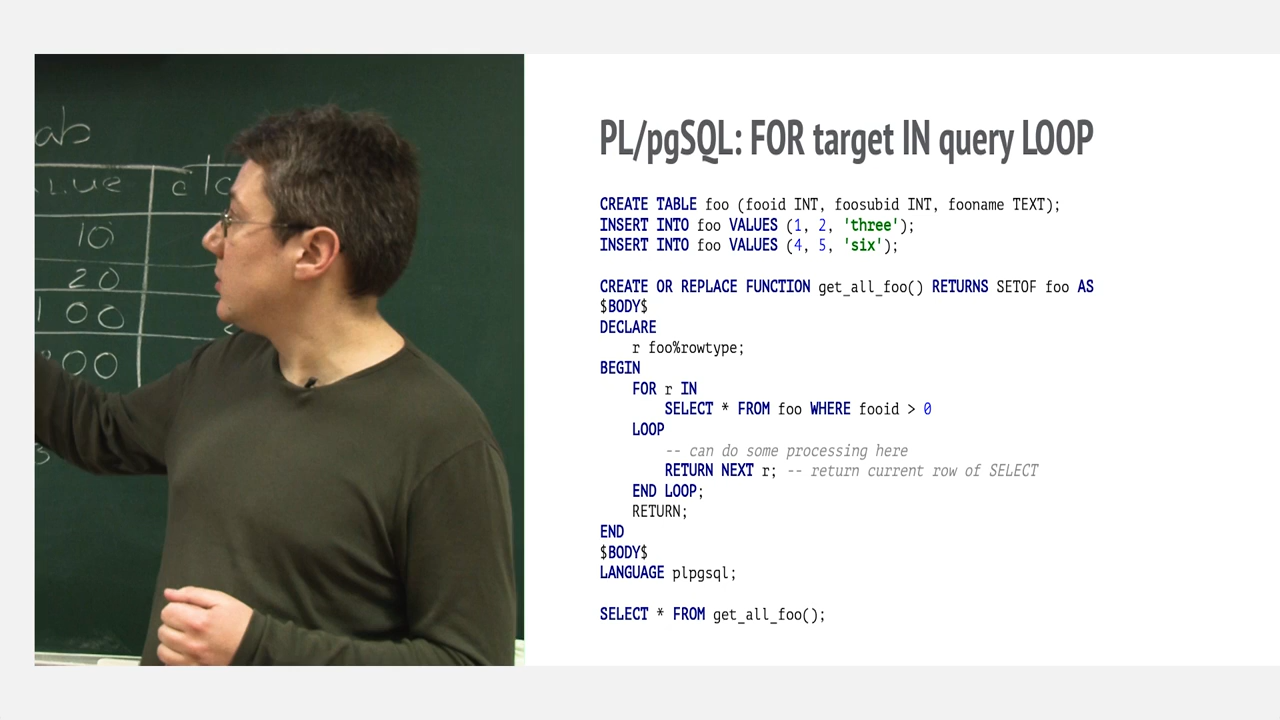 ab
10
20
100
00
PL/pgSQL: FOR target IN query LOOP
CREATE TABLE foo (fooid INT, foosubid INT, fooname TEXT);
INSERT INTO foo VALUES (1, 2, 'three');
INSERT INTO foo VALUES (4, 5, 'six');
CREATE OR REPLACE FUNCTION get_all_foo() RETURNS SETOF foo AS
$BODY$
DECLARE
    r foo%rowtype;
BEGIN
    FOR r IN
        SELECT * FROM foo WHERE fooid > 0
    LOOP
        -- can do some processing here
        RETURN NEXT r; -- return current row of SELECT
    END LOOP;
    RETURN;
END
$BODY$
LANGUAGE plpgsql;
SELECT * FROM get_all_foo();